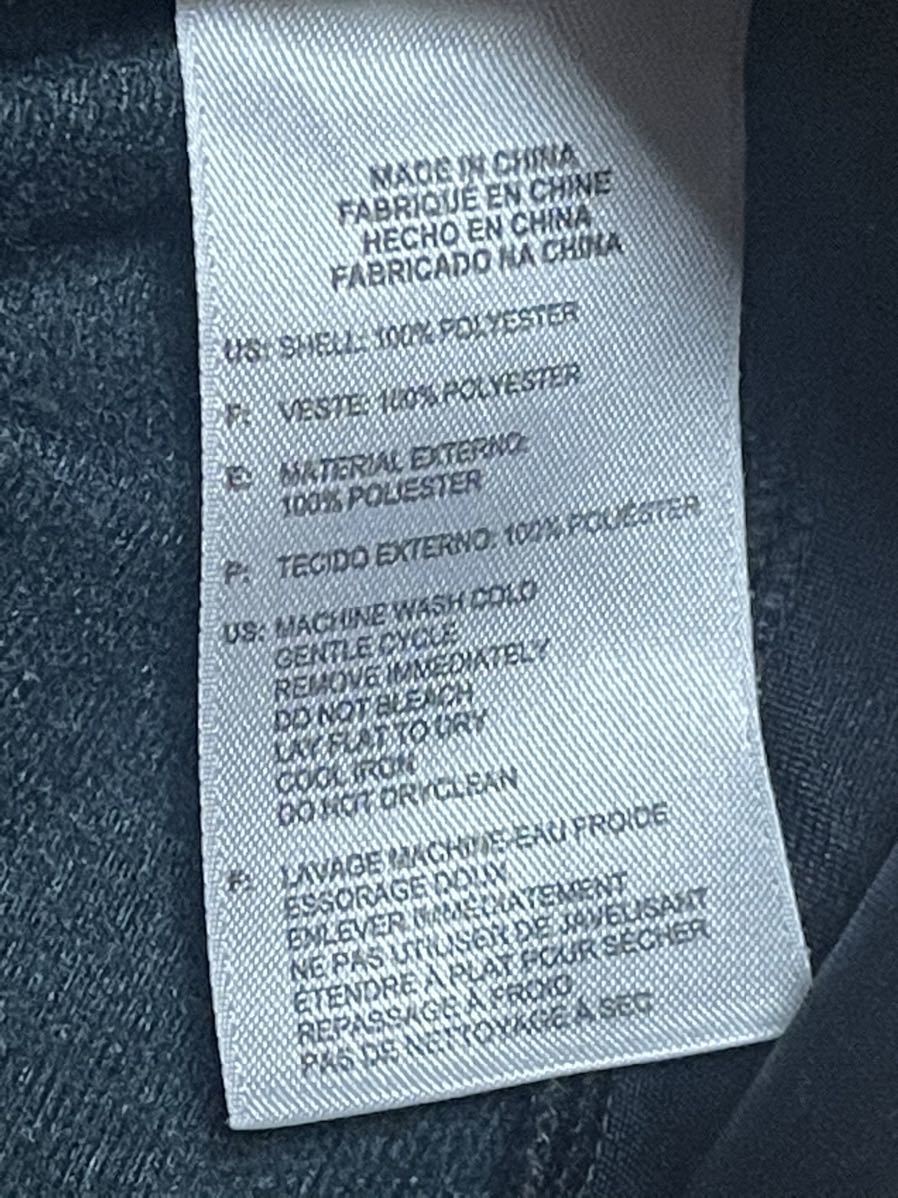 MADE IN CHINA
FABRIQUE EN CHINE
HECHO EN CHINA
FABRICADO NA CHINA
US: SHELL: 100% POLYESTER
F: VESTE: 100% POLYESTER
E: MATERIAL EXTERNO:
100% POLIESTER
P: TECIDO EXTERNO: 100% POLIÉSTER
US: MACHINE WASH COLD
GENTLE CYCLE
REMOVE IMMEDIATELY
DO NOT BLEACH
LAY FLAT TO DRY
COOL IRON
DO NOT DRYCLEAN
F: LAVAGE MACHINE-EAU FROIDE
ESSORAGE DOUX
ENLEVER IMMEDIATEMENT
NE PAS UTILISER DE JAVELISANT
ÉTENDRE À PLAT POUR SÉCHER
REPASSAGE À FROID
PAS DE NETTOYAGE À SEC